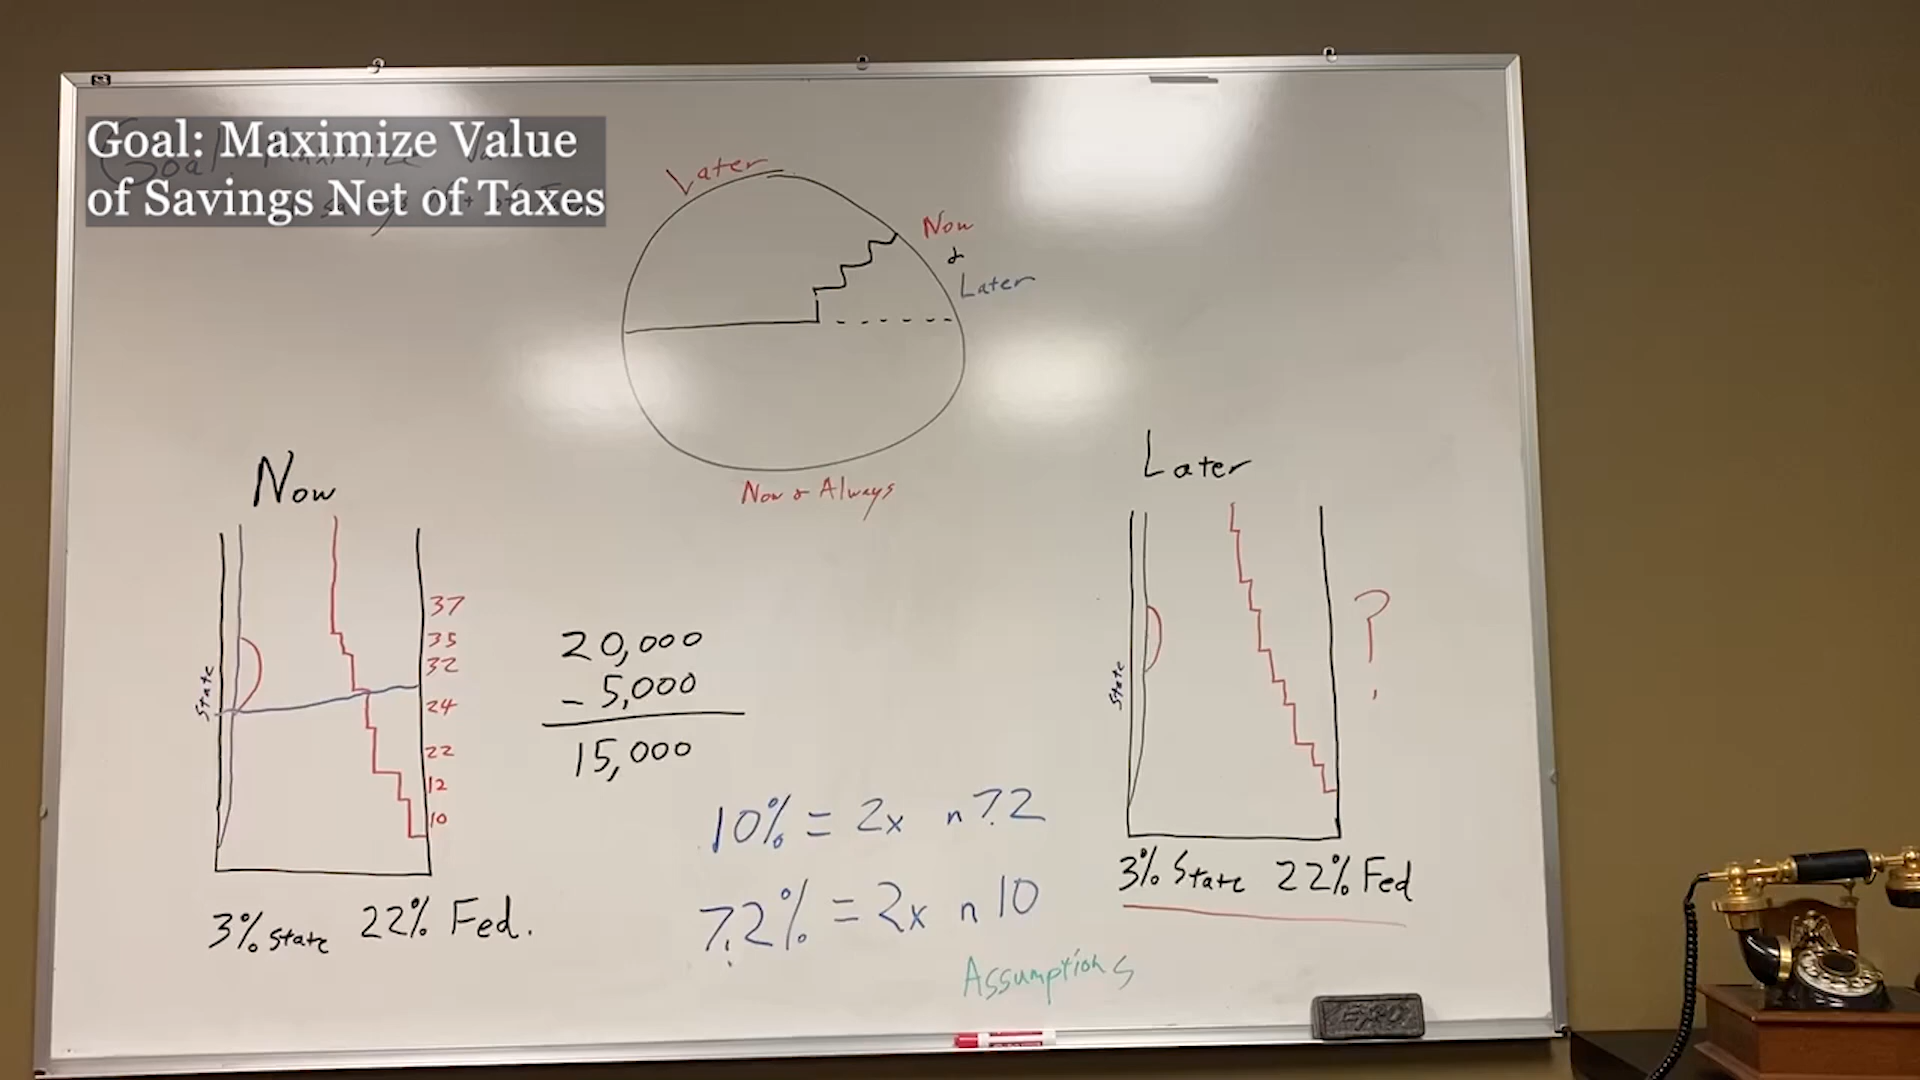 Goal: Maximize Value
of Savings Net of Taxes
Later
Now
&
Later
Now & Always
Now
State
37
35
32
24
22
12
10
3% State 22% Fed.
20,000
- 5,000
15,000
10% = 2x n 7.2
7.2% = 2x n 10
Assumptions
Later
State
?
3% State 22% Fed
EXPO